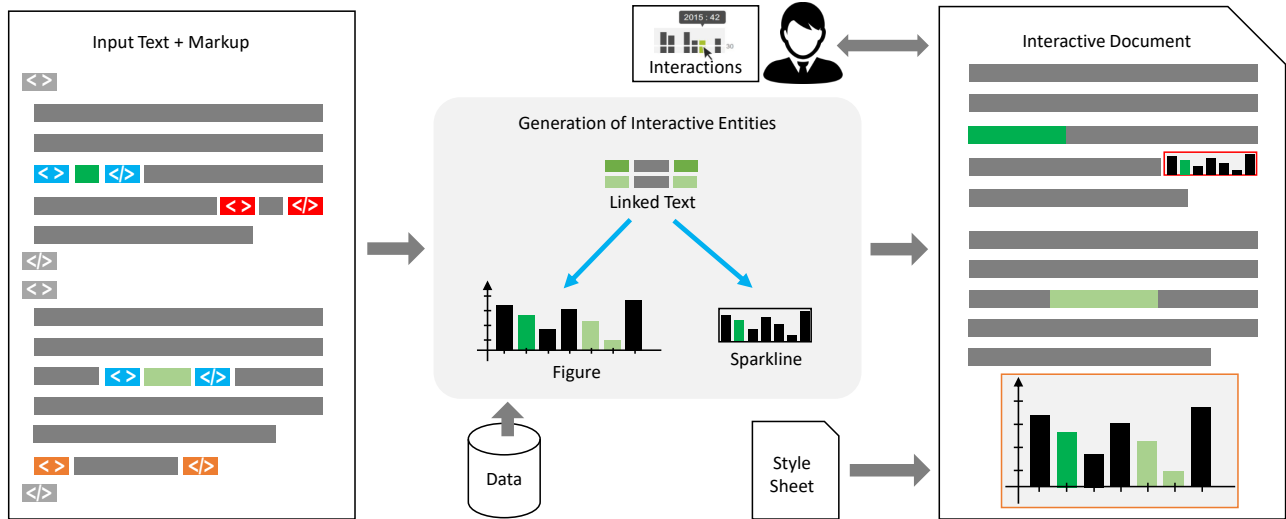 Input Text + Markup
< >
< > </>
< > </>
</>
< >
< > </>
< > </>
</>
2015 : 42
30
Interactions
Generation of Interactive Entities
Linked Text
Figure
Sparkline
Data
Style
Sheet
Interactive Document